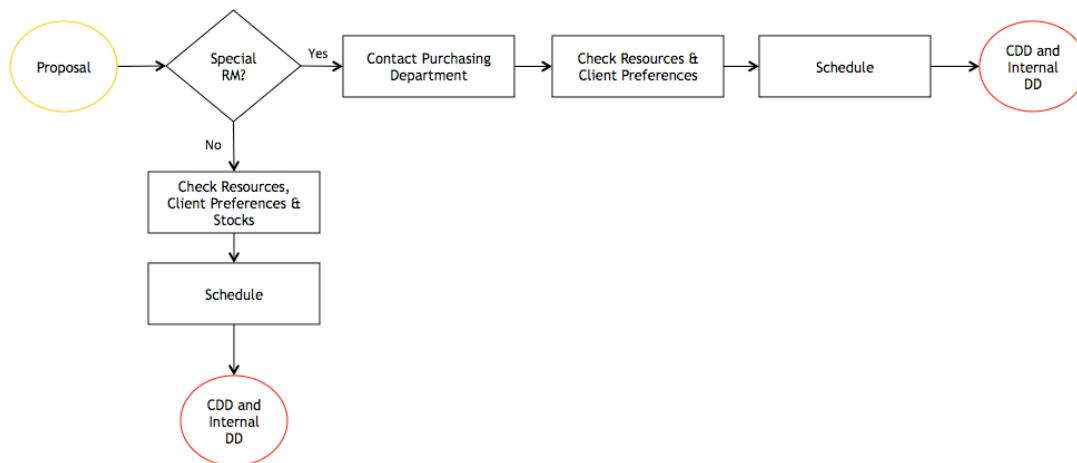 Proposal
Special
RM?
Yes
Contact Purchasing
Department
Check Resources &
Client Preferences
Schedule
CDD and
Internal
DD
No
Check Resources,
Client Preferences &
Stocks
Schedule
CDD and
Internal
DD